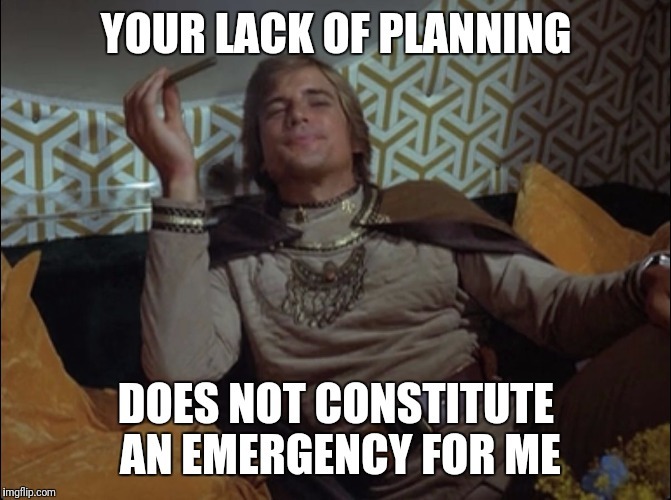 YOUR LACK OF PLANNING
DOES NOT CONSTITUTE
AN EMERGENCY FOR ME
imgflip.com